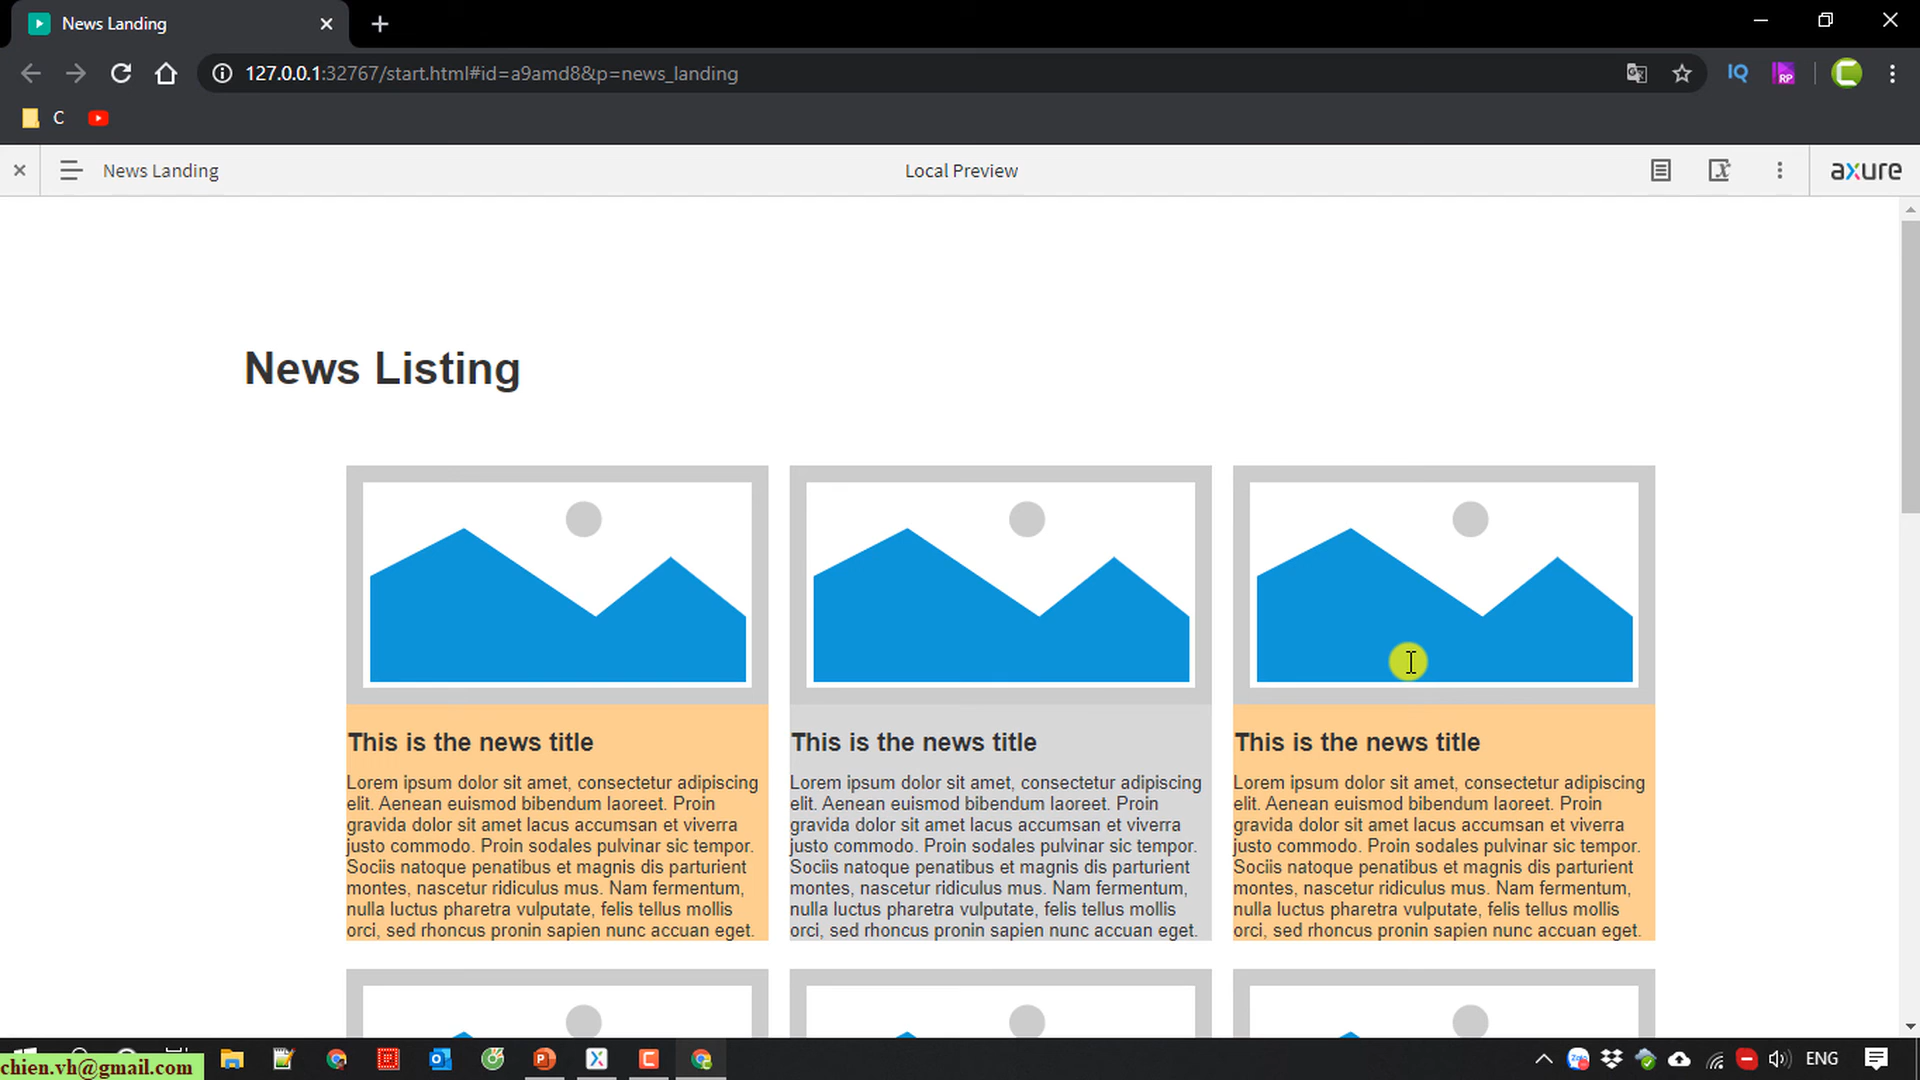 News Landing
127.0.0.1:32767/start.html#id=a9amd8&p=news_landing
IQ
RP
C
News Landing
Local Preview
axure
News Listing
This is the news title
Lorem ipsum dolor sit amet, consectetur adipiscing
elit. Aenean euismod bibendum laoreet. Proin
gravida dolor sit amet lacus accumsan et viverra
justo commodo. Proin sodales pulvinar sic tempor.
Sociis natoque penatibus et magnis dis parturient
montes, nascetur ridiculus mus. Nam fermentum,
nulla luctus pharetra vulputate, felis tellus mollis
orci, sed rhoncus pronin sapien nunc accuan eget.
This is the news title
Lorem ipsum dolor sit amet, consectetur adipiscing
elit. Aenean euismod bibendum laoreet. Proin
gravida dolor sit amet lacus accumsan et viverra
justo commodo. Proin sodales pulvinar sic tempor.
Sociis natoque penatibus et magnis dis parturient
montes, nascetur ridiculus mus. Nam fermentum,
nulla luctus pharetra vulputate, felis tellus mollis
orci, sed rhoncus pronin sapien nunc accuan eget.
This is the news title
Lorem ipsum dolor sit amet, consectetur adipiscing
elit. Aenean euismod bibendum laoreet. Proin
gravida dolor sit amet lacus accumsan et viverra
justo commodo. Proin sodales pulvinar sic tempor.
Sociis natoque penatibus et magnis dis parturient
montes, nascetur ridiculus mus. Nam fermentum,
nulla luctus pharetra vulputate, felis tellus mollis
orci, sed rhoncus pronin sapien nunc accuan eget.
chien.vh@gmail.com
Zalo
ENG